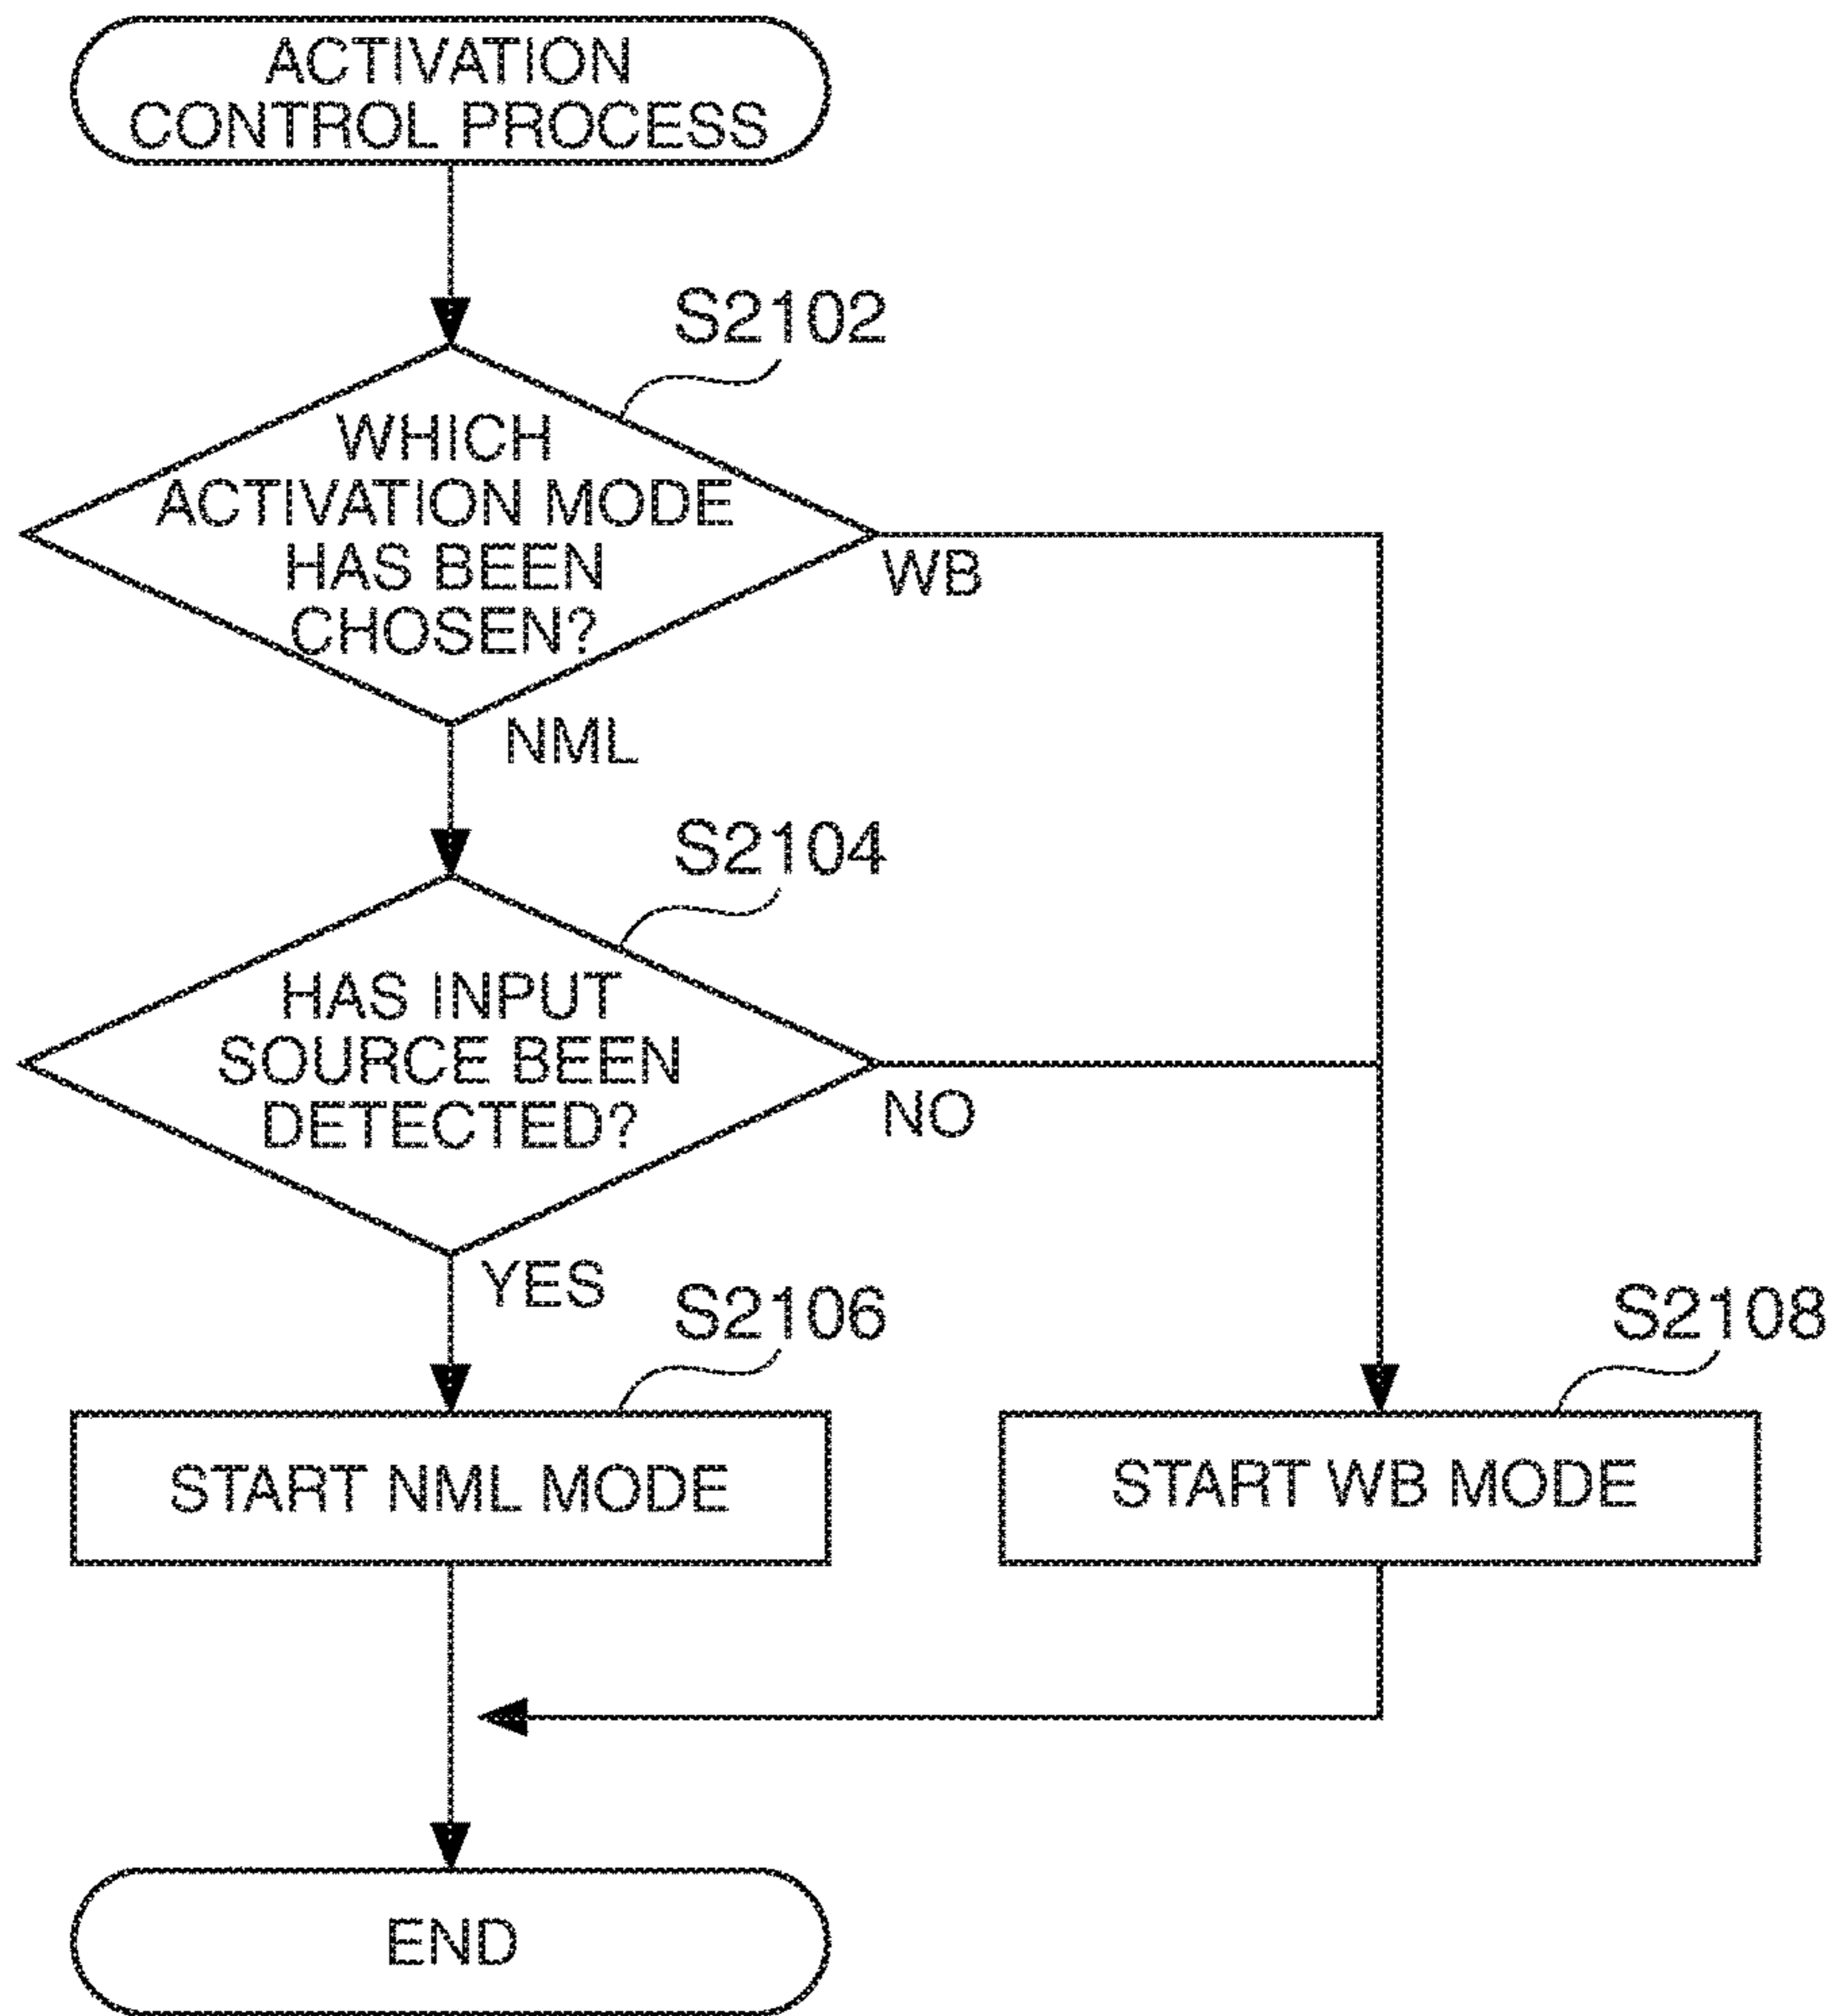 ACTIVATION
CONTROL PROCESS
S2102
WHICH
ACTIVATION MODE
HAS BEEN
CHOSEN?
WB
NML
S2104
HAS INPUT
SOURCE BEEN
DETECTED?
NO
YES
S2106
S2108
START NML MODE
START WB MODE
END